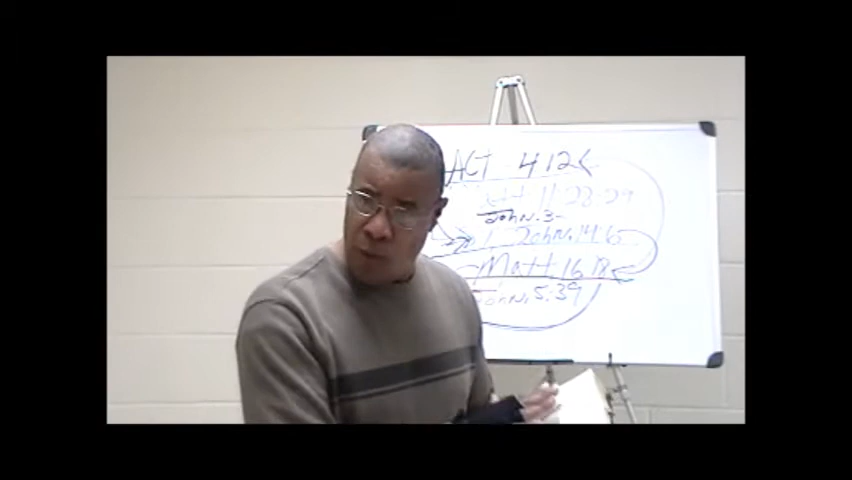 ACT 4 12
11:28-29
John. 3-
John. 14:6
Matt 16 18
John. 5:39